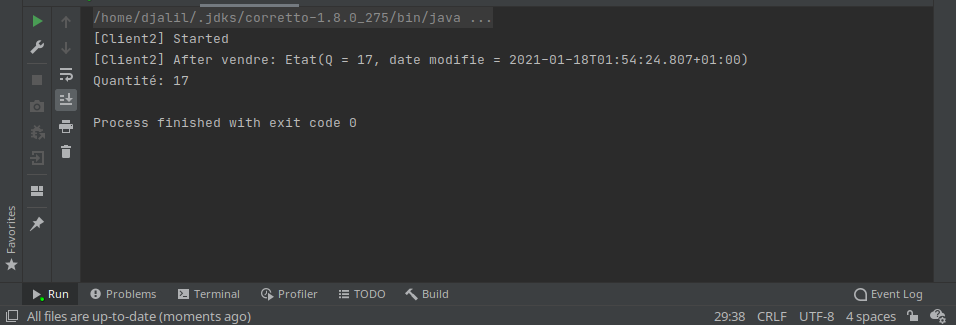 /home/djalil/.jdks/corretto-1.8.0_275/bin/java ...
[Client2] Started
[Client2] After vendre: Etat(Q = 17, date modifie = 2021-01-18T01:54:24.807+01:00)
Quantité: 17
Process finished with exit code 0
Favorites
Run Problems Terminal Profiler TODO Build Event Log
All files are up-to-date (moments ago) 29:38 CRLF UTF-8 4 spaces